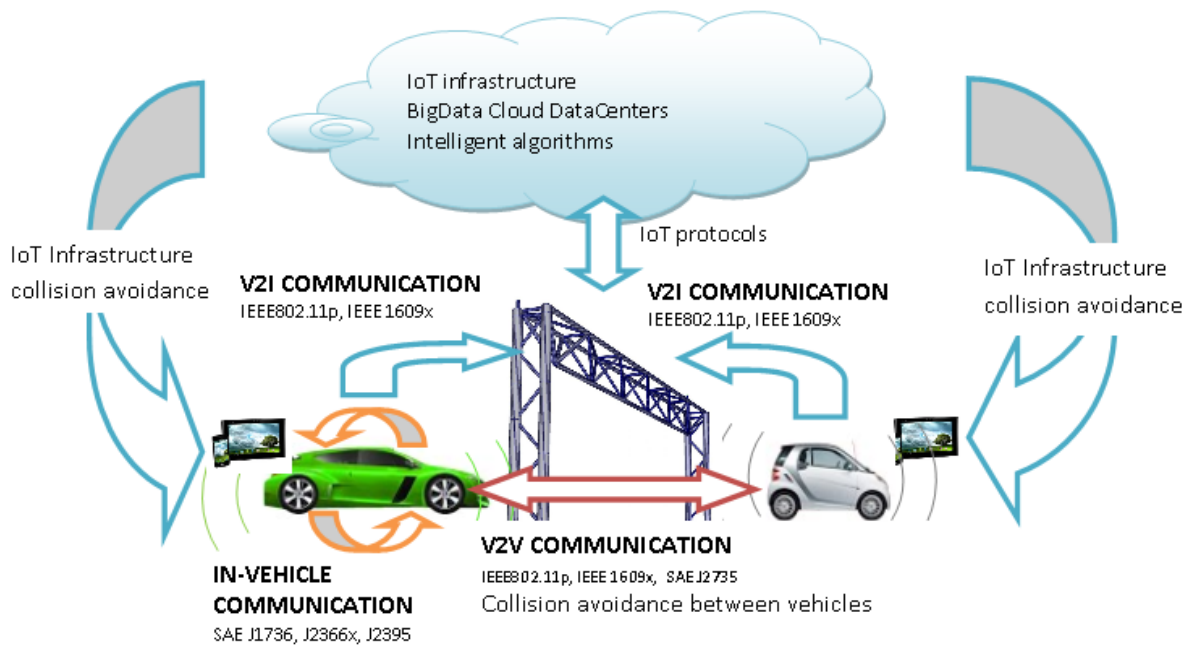 IoT infrastructure
BigData Cloud DataCenters
Intelligent algorithms
IoT protocols
IoT Infrastructure
collision avoidance
V2I COMMUNICATION
IEEE802.11p, IEEE 1609x
V2I COMMUNICATION
IEEE802.11p, IEEE 1609x
IoT Infrastructure
collision avoidance
V2V COMMUNICATION
IEEE802.11p, IEEE 1609x, SAE J2735
Collision avoidance between vehicles
IN-VEHICLE
COMMUNICATION
SAE J1736, J2366x, J2395